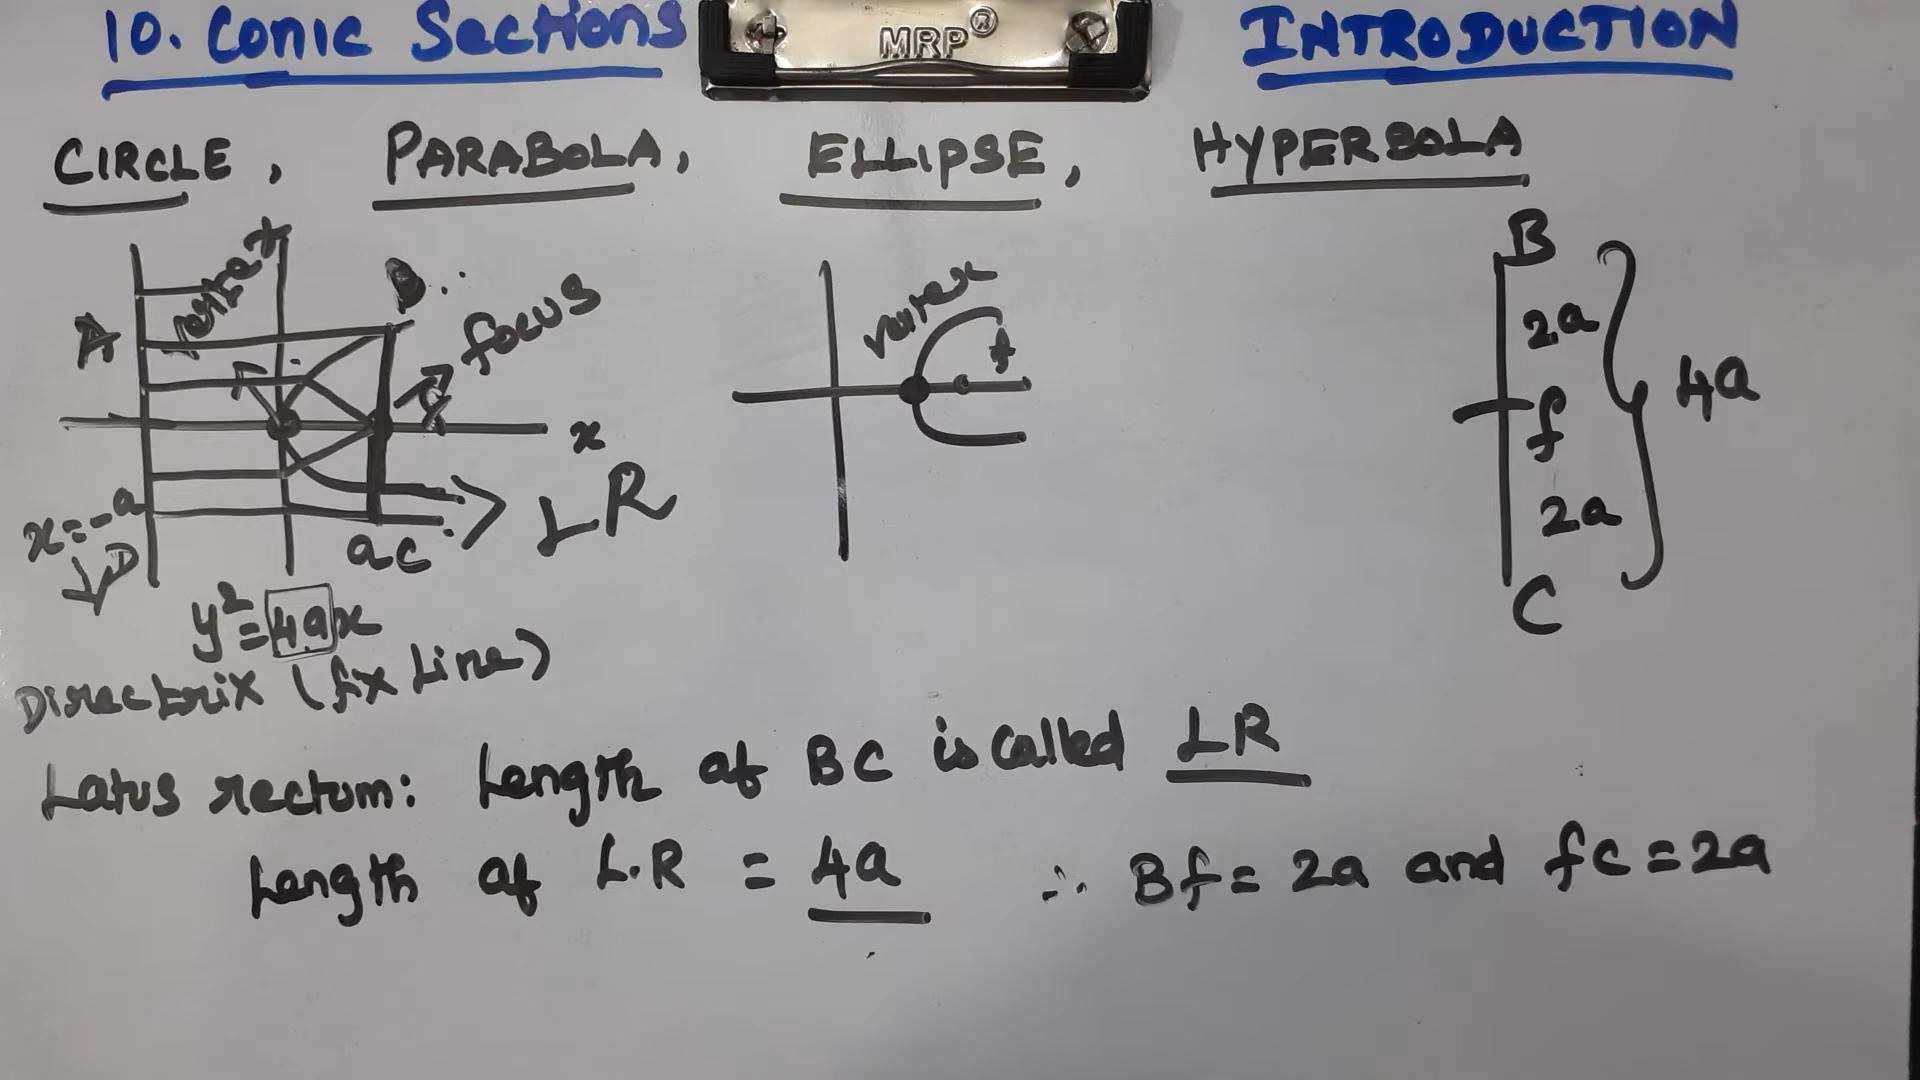 10. Conic Sections
MRP®
INTRODUCTION
CIRCLE, PARABOLA, ELLIPSE, HYPERBOLA
vertex
A
B
focus
x
x=-a
D
a C
LR
y²=4ax
vertex
f
B
2a
f
2a
C
4a
Directrix (fix Line)
Latus rectum: Length of BC is called LR
Length of L.R = 4a ∴ Bf = 2a and fc = 2a